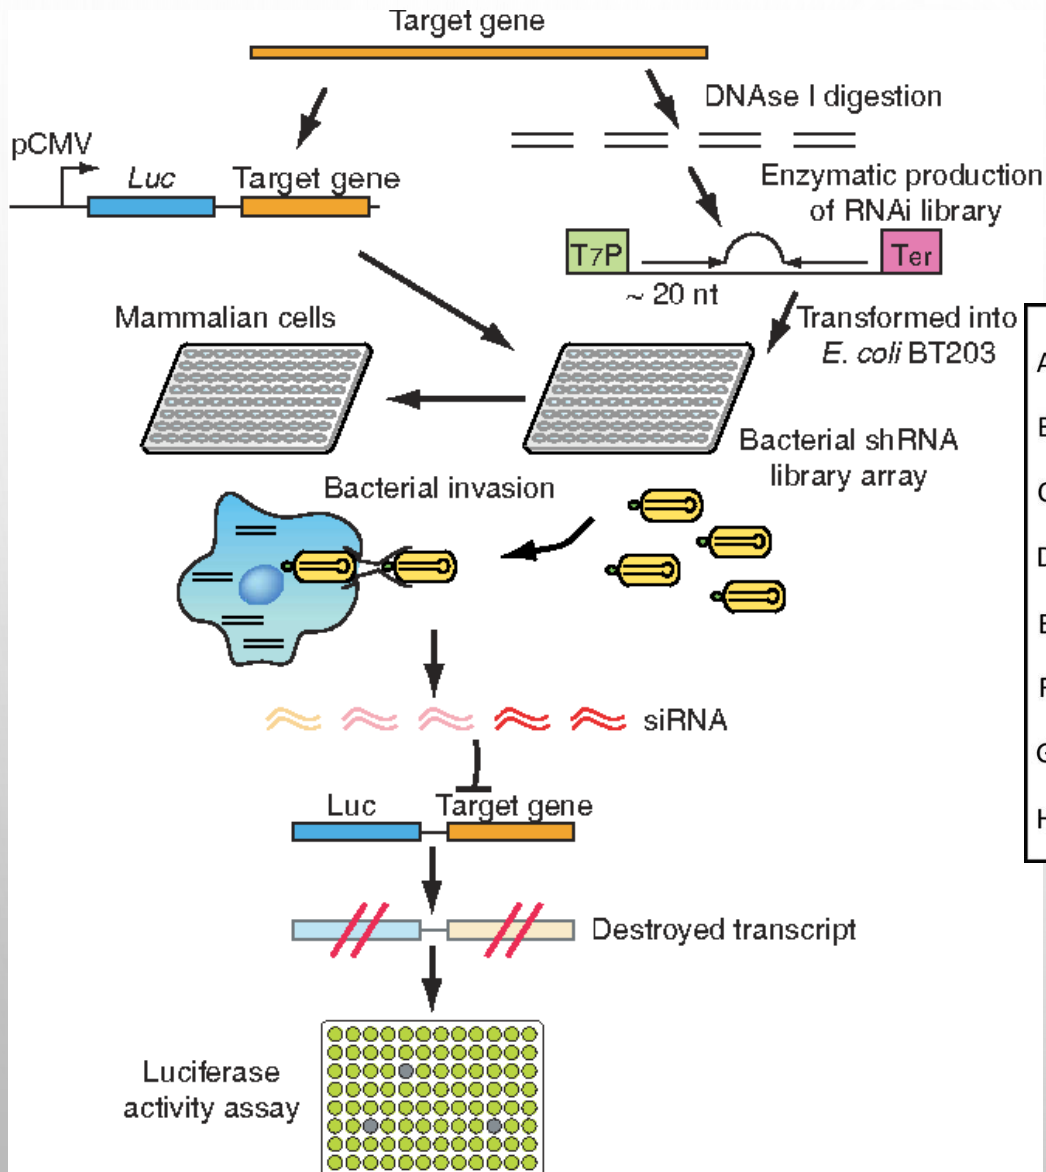 Target gene
DNAse I digestion
pCMV
Luc
Target gene
Enzymatic production
of RNAi library
T7P
Ter
~ 20 nt
Transformed into
E. coli BT203
Mammalian cells
Bacterial shRNA
library array
Bacterial invasion
siRNA
Luc
Target gene
Destroyed transcript
Luciferase
activity assay
A
D
G
H